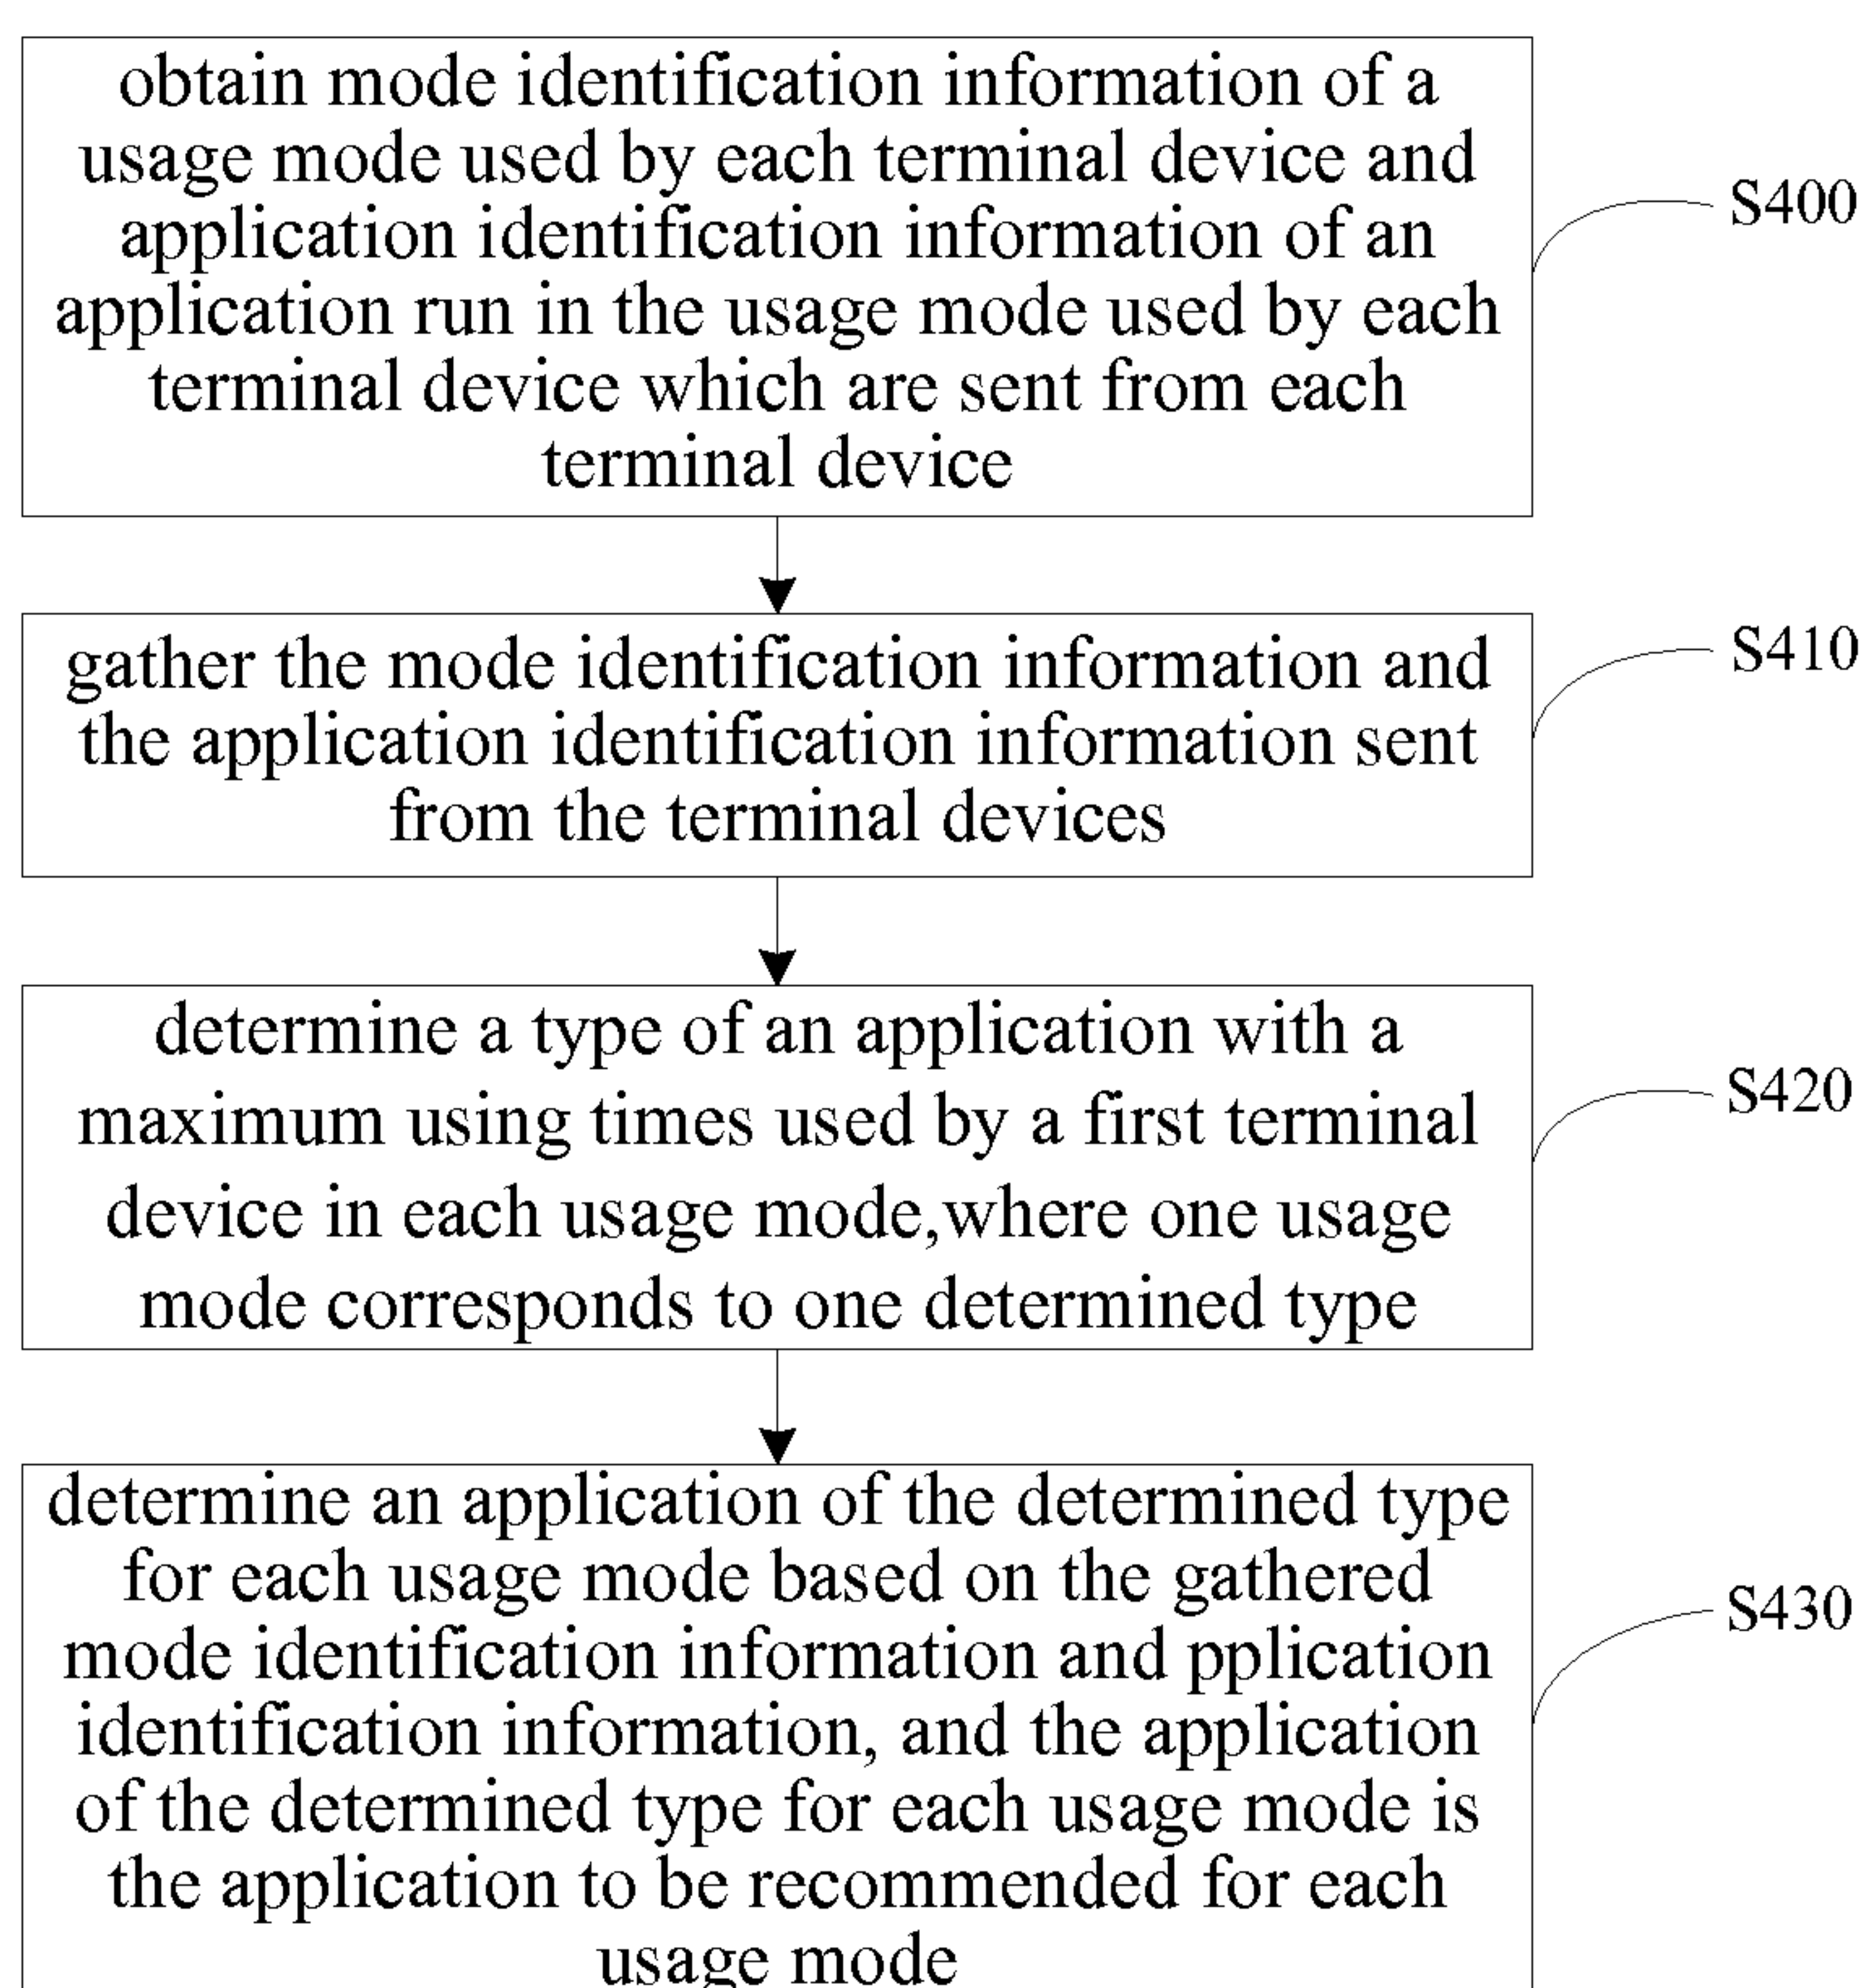 obtain mode identification information of a
usage mode used by each terminal device and
application identification information of an
application run in the usage mode used by each
terminal device which are sent from each
terminal device
S400
gather the mode identification information and
the application identification information sent
from the terminal devices
S410
determine a type of an application with a
maximum using times used by a first terminal
device in each usage mode,where one usage
mode corresponds to one determined type
S420
determine an application of the determined type
for each usage mode based on the gathered
mode identification information and pplication
identification information, and the application
of the determined type for each usage mode is
the application to be recommended for each
usage mode
S430